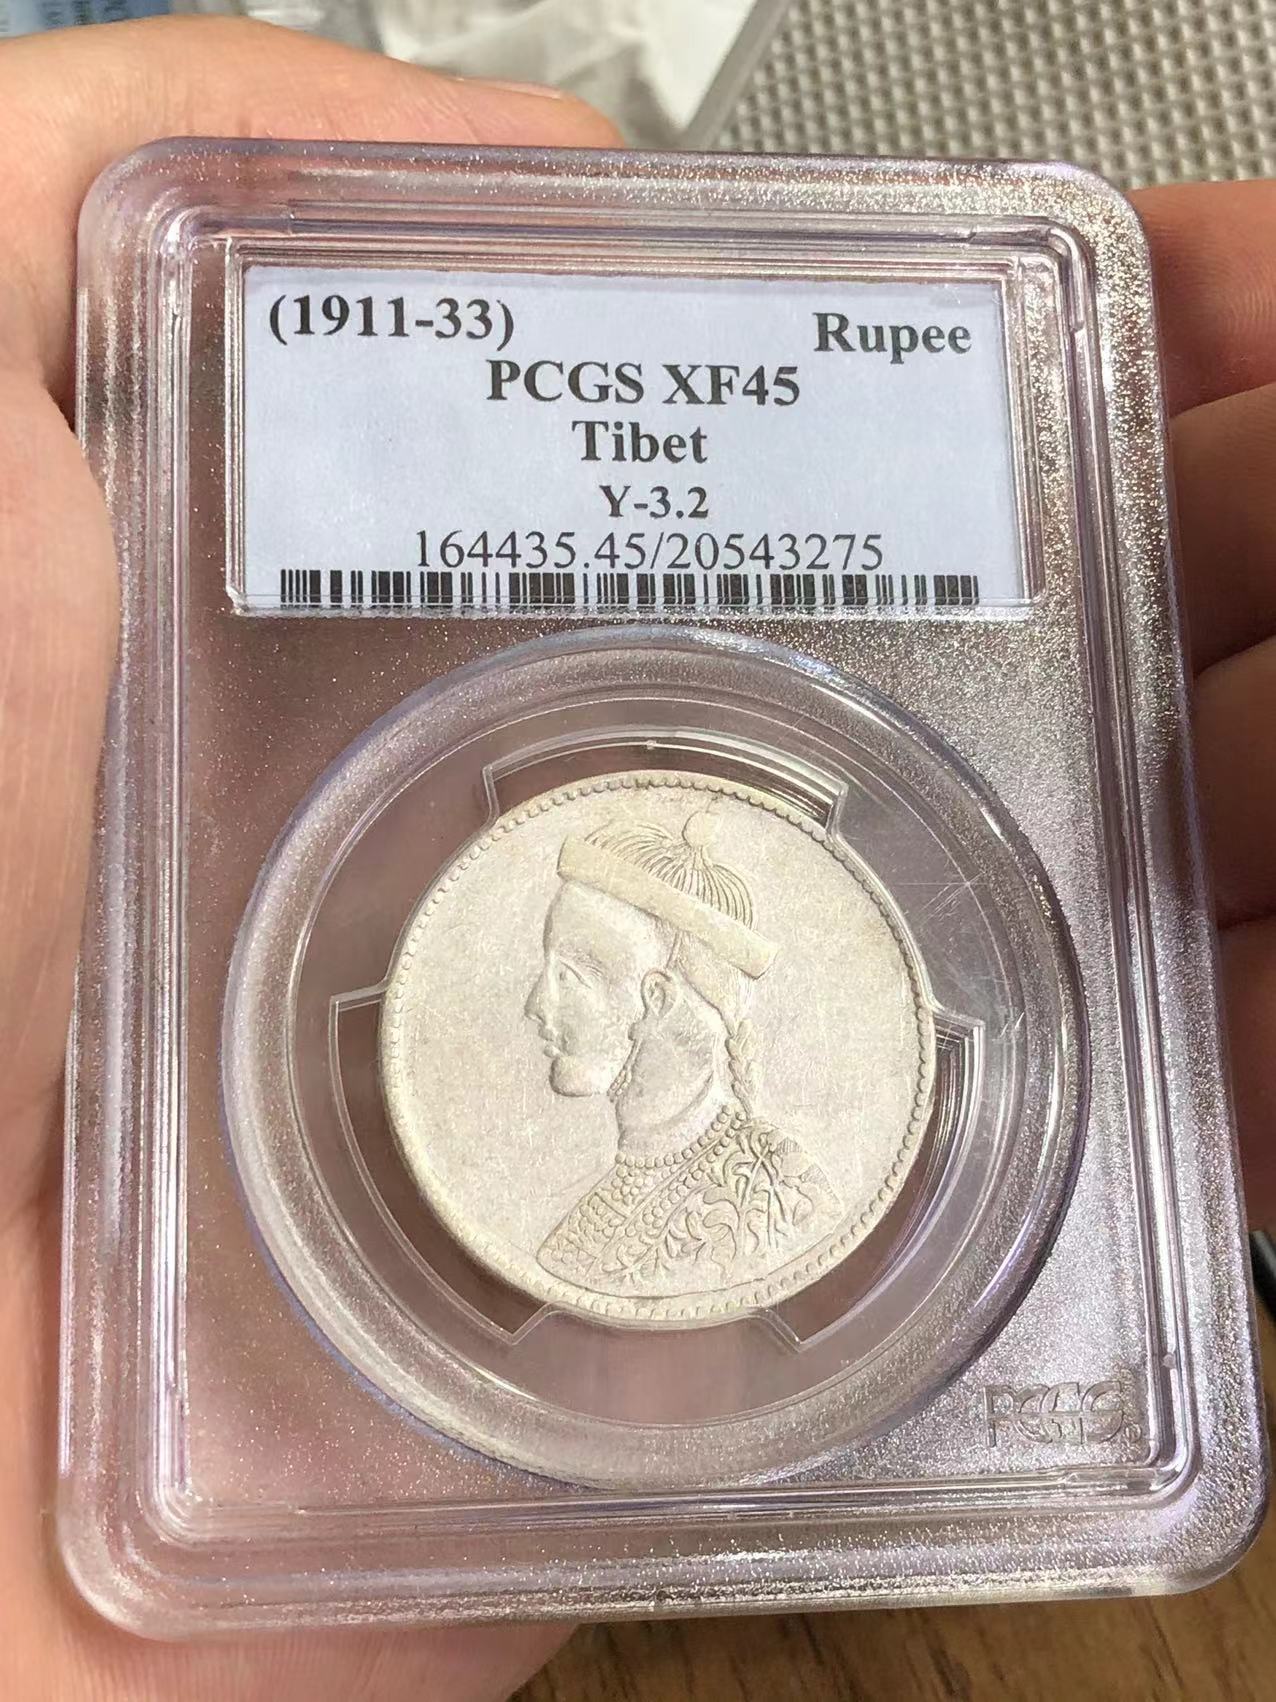 (1911-33) Rupee
PCGS XF45
Tibet
Y-3.2
164435.45/20543275
PCGS